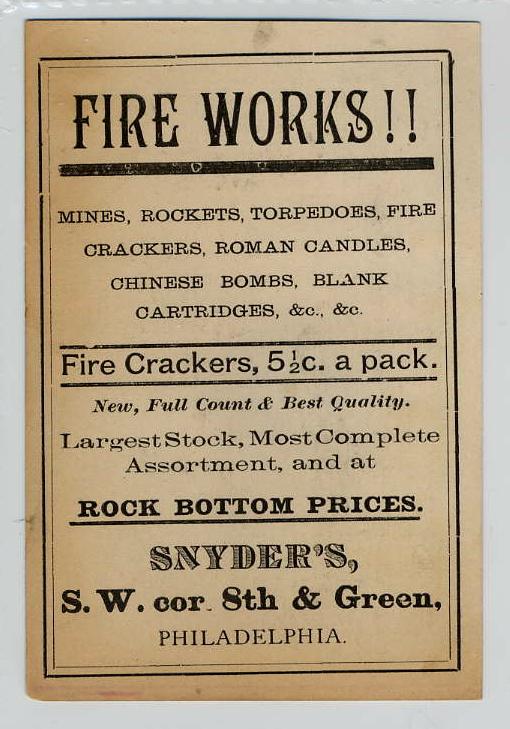 FIRE WORKS!!
MINES, ROCKETS, TORPEDOES, FIRE
CRACKERS, ROMAN CANDLES,
CHINESE BOMBS, BLANK
CARTRIDGES, &c., &c.
Fire Crackers, 5½c. a pack.
New, Full Count & Best Quality.
Largest Stock, Most Complete
Assortment, and at
ROCK BOTTOM PRICES.
SNYDER'S,
S. W. cor. 8th & Green,
PHILADELPHIA.